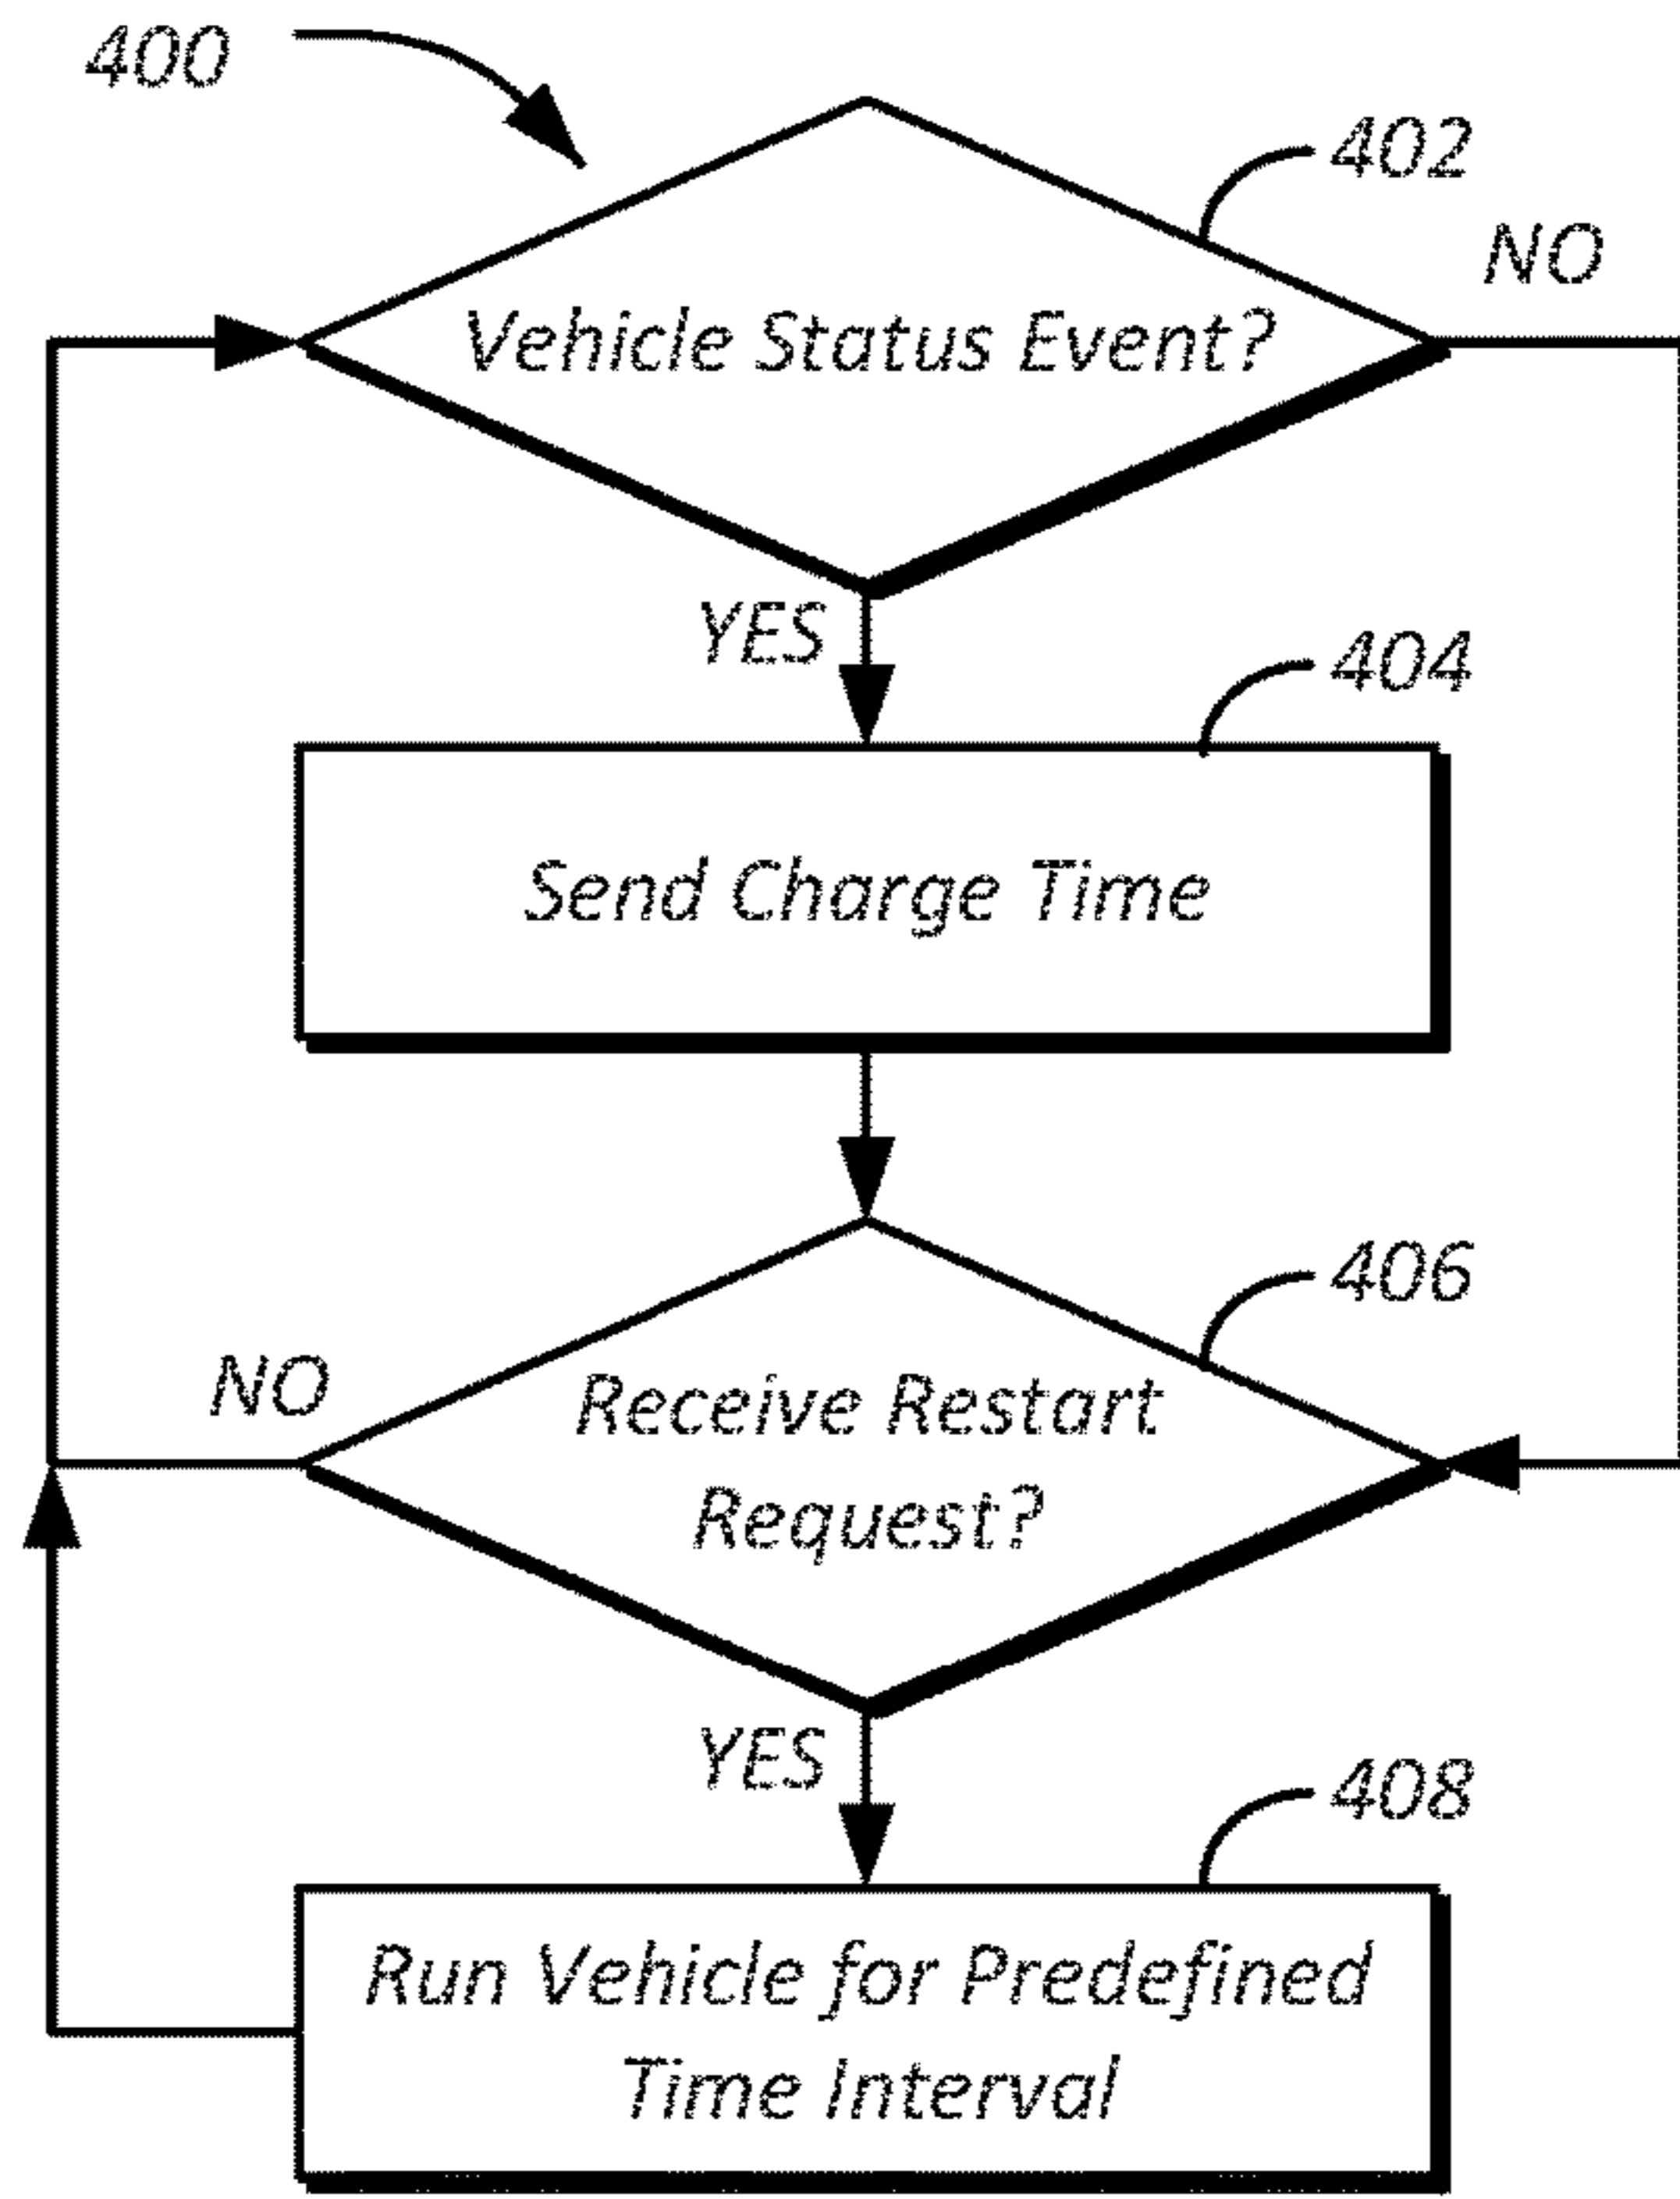 400
402
NO
Vehicle Status Event?
YES
404
Send Charge Time
406
NO
Receive Restart
Request?
YES
408
Run Vehicle for Predefined
Time Interval